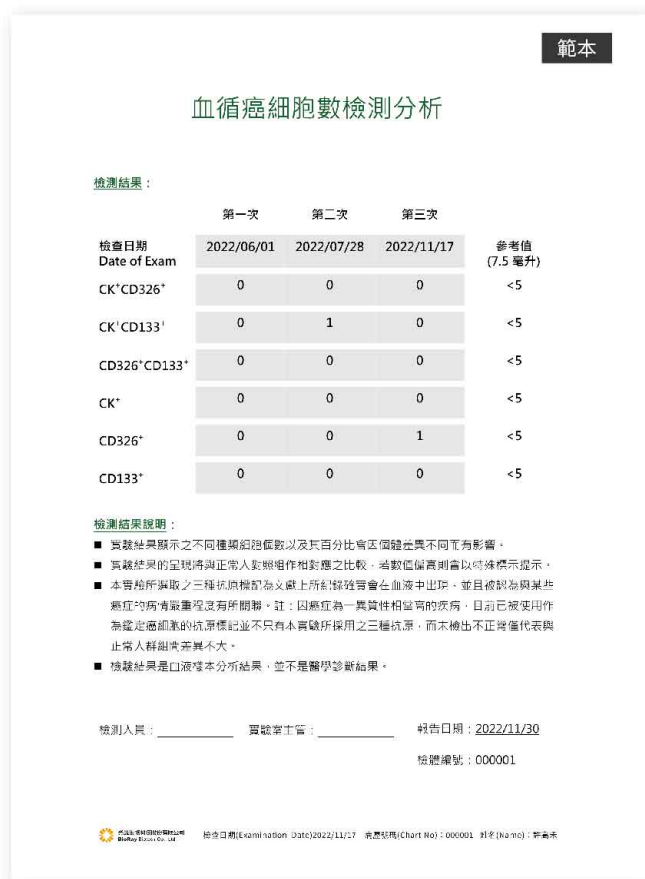 範本
血循癌細胞數檢測分析
檢測結果：
第一次 第二次 第三次
檢查日期 2022/06/01 2022/07/28 2022/11/17 參考值
Date of Exam (7.5 毫升)
CK⁺CD326⁺ 0 0 0 <5
CK⁺CD133⁺ 0 1 0 <5
CD326⁺CD133⁺ 0 0 0 <5
CK⁺ 0 0 0 <5
CD326⁺ 0 0 1 <5
CD133⁺ 0 0 0 <5
檢測結果說明：
■ 實驗結果顯示之不同種類細胞個數以及其百分比會因個體差異不同而有影響。
■ 實驗結果的呈現將與正常人對照組作相對應之比較，若數值偏高則會以特殊標示提示。
■ 本實驗所選取之三種抗原標記為文獻上所紀錄確實會在血液中出現，並且被認為與某些
癌症的病情嚴重程度有所關聯。註：因癌症為一異質性相當高的疾病，目前已被使用作
為鑑定癌細胞的抗原標記並不只有本實驗所採用之三種抗原，而未檢出不正常僅代表與
正常人群組間差異不大。
■ 檢驗結果是血液樣本分析結果，並不是醫學診斷結果。
檢測人員： 實驗室主管： 報告日期：2022/11/30
檢體編號：000001
BioRay Biotech Co., Ltd
檢查日期(Examination Date)2022/11/17 病歷號碼(Chart No)：000001 姓名(Name)：許高未